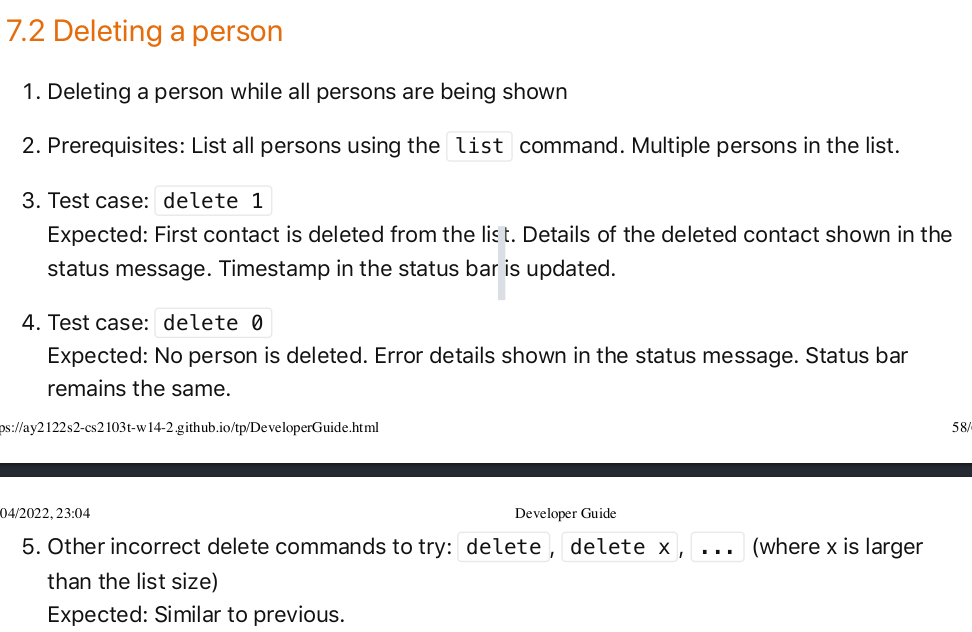 7.2 Deleting a person
1. Deleting a person while all persons are being shown
2. Prerequisites: List all persons using the list command. Multiple persons in the list.
3. Test case: delete 1
Expected: First contact is deleted from the list. Details of the deleted contact shown in the
status message. Timestamp in the status bar is updated.
4. Test case: delete 0
Expected: No person is deleted. Error details shown in the status message. Status bar
remains the same.
ps://ay2122s2-cs2103t-w14-2.github.io/tp/DeveloperGuide.html 58/
04/2022, 23:04 Developer Guide
5. Other incorrect delete commands to try: delete, delete x, ... (where x is larger
than the list size)
Expected: Similar to previous.